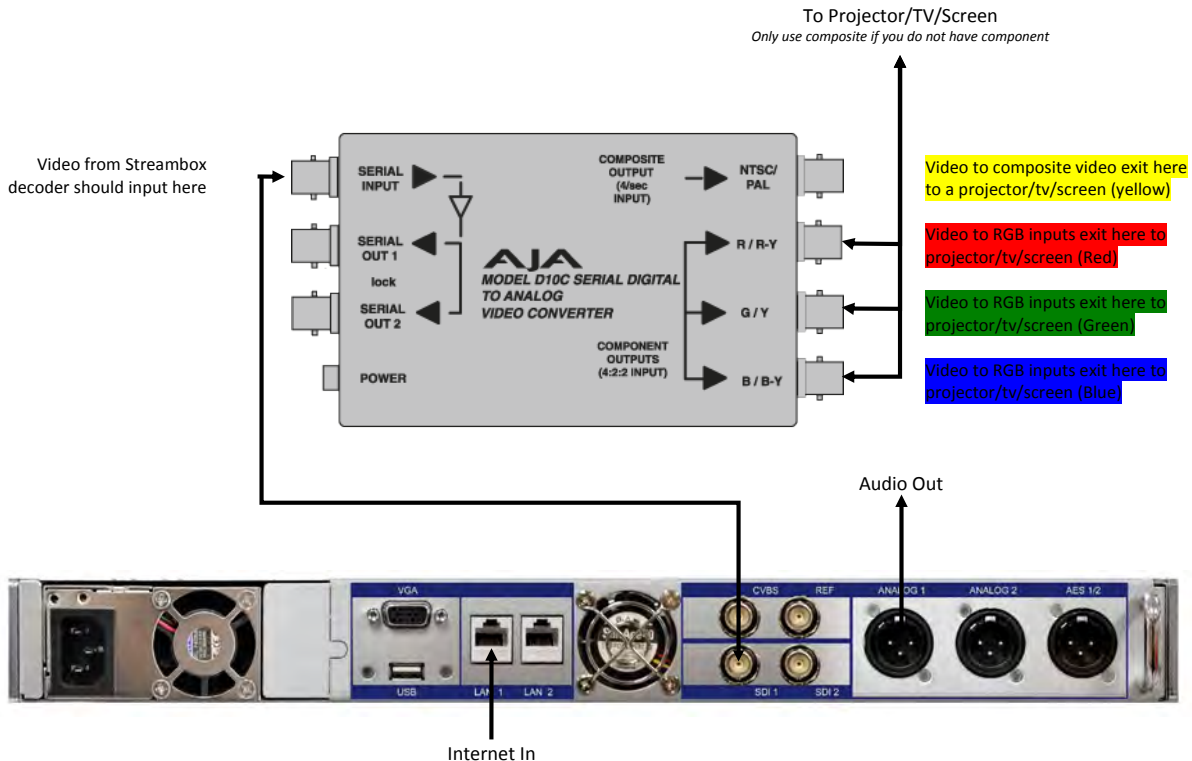 To Projector/TV/Screen
Only use composite if you do not have component
Video from Streambox
decoder should input here
SERIAL
INPUT
SERIAL
OUT 1
lock
SERIAL
OUT 2
POWER
COMPOSITE
OUTPUT
(4/sec
INPUT)
NTSC/
PAL
R / R-Y
AJA
MODEL D10C SERIAL DIGITAL
TO ANALOG
VIDEO CONVERTER
G / Y
COMPONENT
OUTPUTS
(4:2:2 INPUT)
B / B-Y
Video to composite video exit here
to a projector/tv/screen (yellow)
Video to RGB inputs exit here to
projector/tv/screen (Red)
Video to RGB inputs exit here to
projector/tv/screen (Green)
Video to RGB inputs exit here to
projector/tv/screen (Blue)
Audio Out
VGA
USB
LAN 1
LAN 2
CVBS
REF
SDI 1
SDI 2
ANALOG 1
ANALOG 2
AES 1/2
Internet In